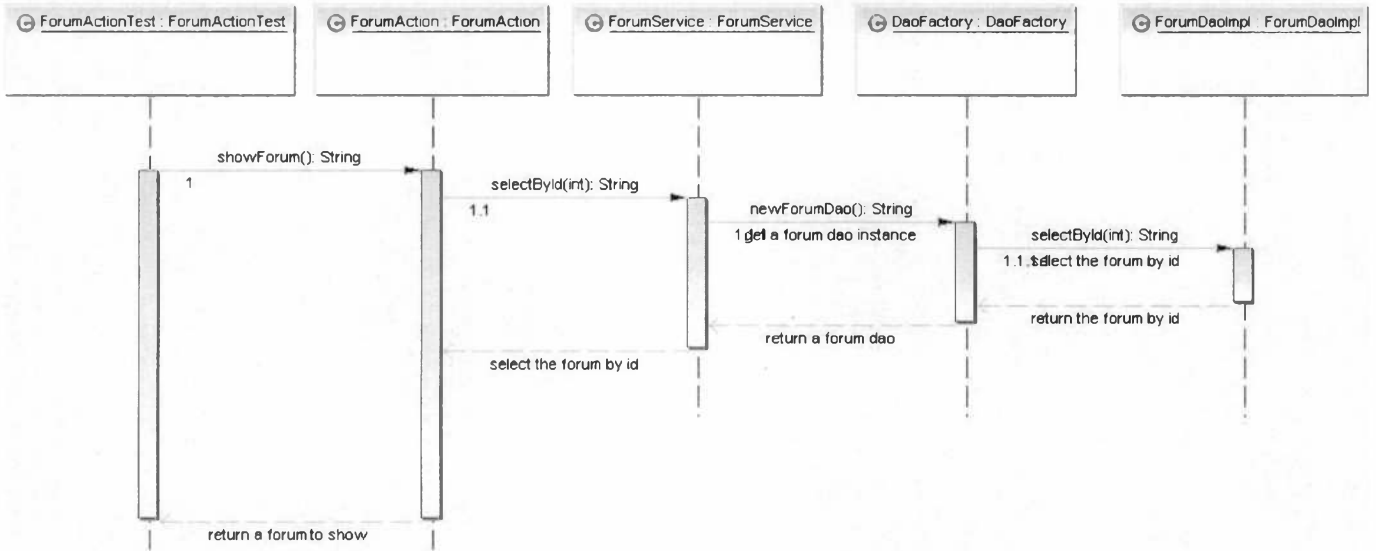 ForumActionTest : ForumActionTest
ForumAction : ForumAction
ForumService : ForumService
DaoFactory : DaoFactory
ForumDaoImpl : ForumDaoImpl
showForum(): String
1
selectById(int): String
1.1
newForumDao(): String
get a forum dao instance
selectById(int): String
select the forum by id
return the forum by id
return a forum dao
select the forum by id
return a forum to show